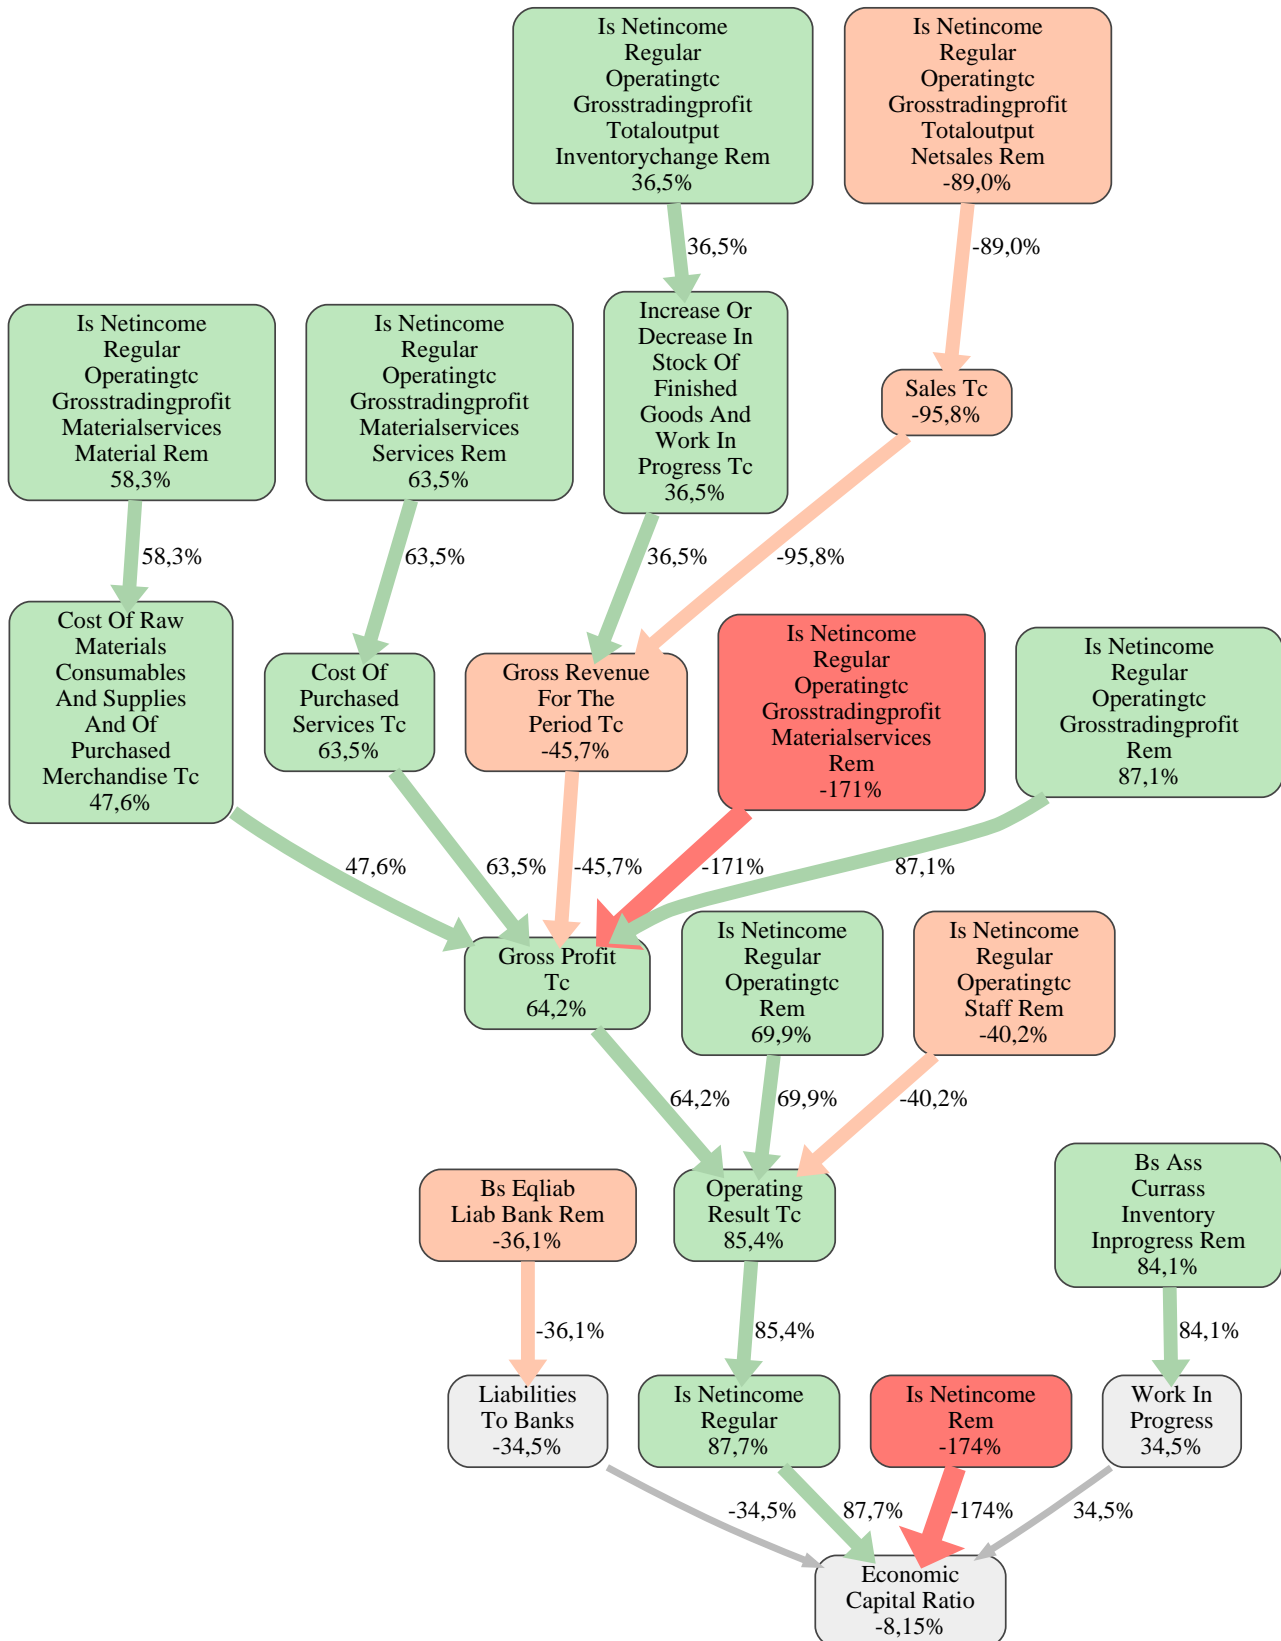 Is Netincome
Regular
Operatingtc
Grosstradingprofit
Totaloutput
Inventorychange Rem
36,5%
Is Netincome
Regular
Operatingtc
Grosstradingprofit
Totaloutput
Netsales Rem
-89,0%
36,5%
-89,0%
Is Netincome
Regular
Operatingtc
Grosstradingprofit
Materialservices
Material Rem
58,3%
Is Netincome
Regular
Operatingtc
Grosstradingprofit
Materialservices
Services Rem
63,5%
Increase Or
Decrease In
Stock Of
Finished
Goods And
Work In
Progress Tc
36,5%
Sales Tc
-95,8%
58,3%
63,5%
36,5%
-95,8%
Cost Of Raw
Materials
Consumables
And Supplies
And Of
Purchased
Merchandise Tc
47,6%
Cost Of
Purchased
Services Tc
63,5%
Gross Revenue
For The
Period Tc
-45,7%
Is Netincome
Regular
Operatingtc
Grosstradingprofit
Materialservices
Rem
-171%
Is Netincome
Regular
Operatingtc
Grosstradingprofit
Rem
87,1%
47,6%
63,5%
-45,7%
-171%
87,1%
Gross Profit
Tc
64,2%
Is Netincome
Regular
Operatingtc
Rem
69,9%
Is Netincome
Regular
Operatingtc
Staff Rem
-40,2%
64,2%
69,9%
-40,2%
Bs Eqliab
Liab Bank Rem
-36,1%
Operating
Result Tc
85,4%
Bs Ass
Currass
Inventory
Inprogress Rem
84,1%
-36,1%
85,4%
84,1%
Liabilities
To Banks
-34,5%
Is Netincome
Regular
87,7%
Is Netincome
Rem
-174%
Work In
Progress
34,5%
-34,5%
87,7%
-174%
34,5%
Economic
Capital Ratio
-8,15%